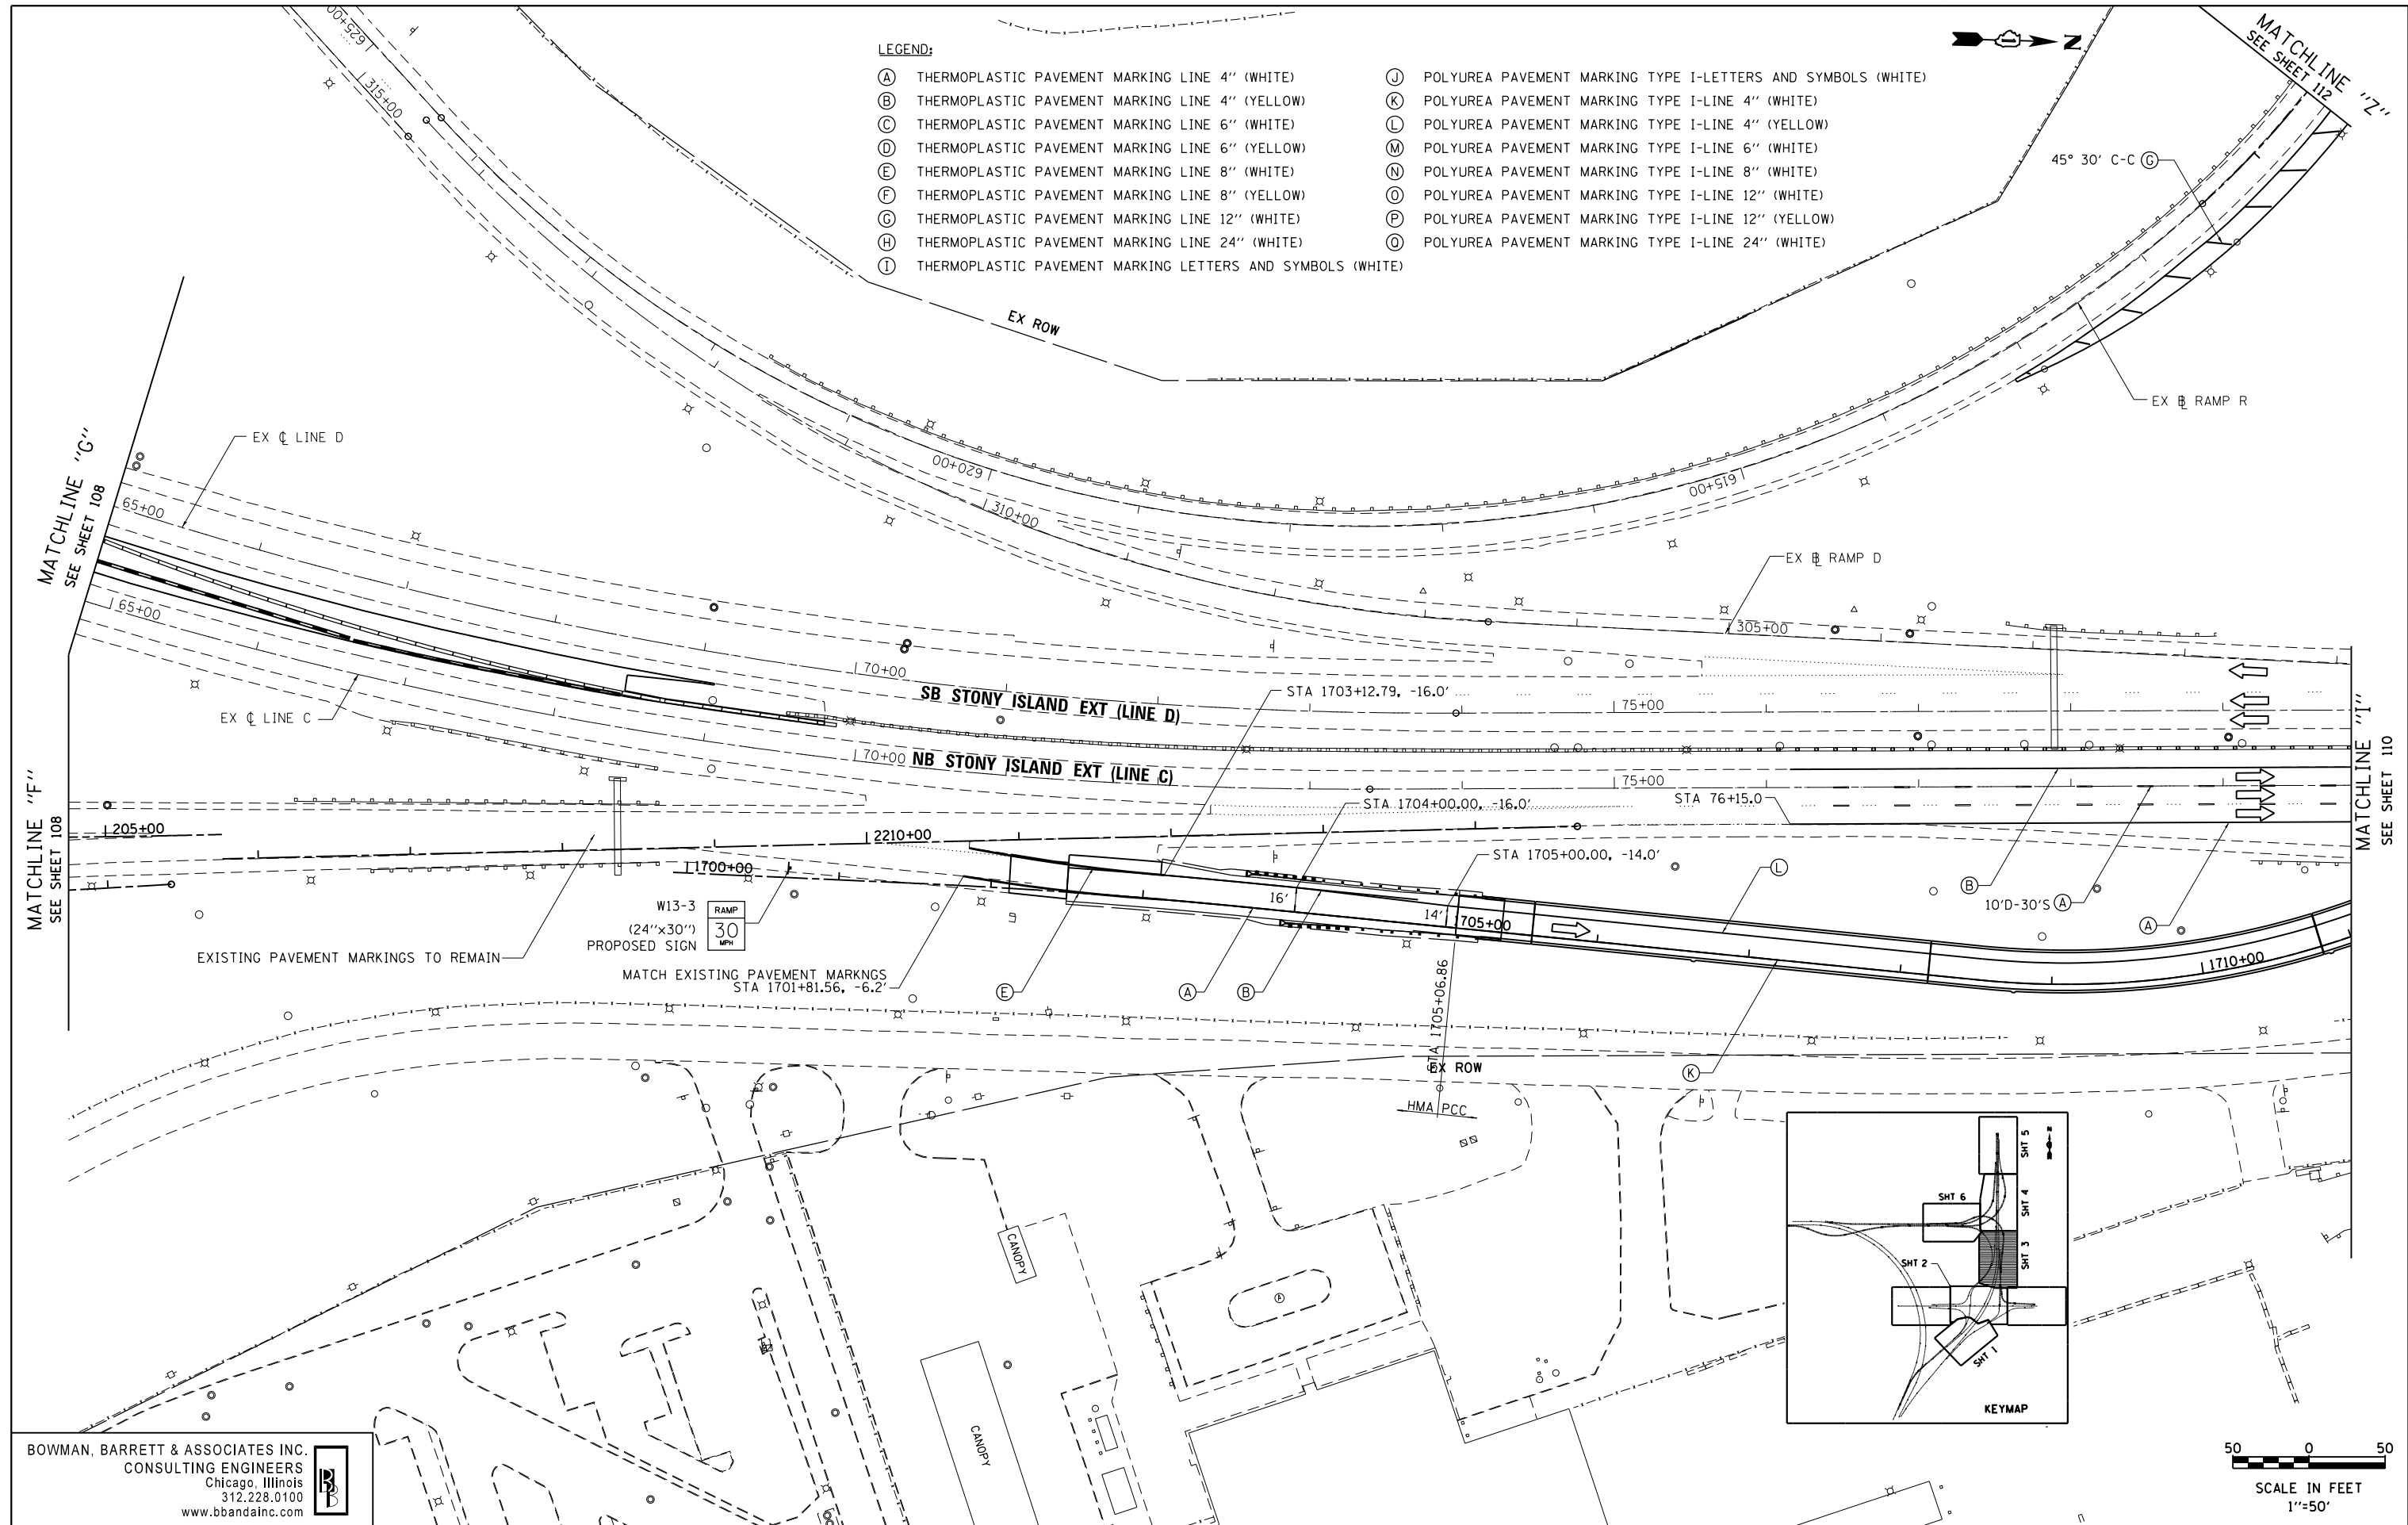 LEGEND:
Ⓐ THERMOPLASTIC PAVEMENT MARKING LINE 4'' (WHITE)
Ⓑ THERMOPLASTIC PAVEMENT MARKING LINE 4'' (YELLOW)
Ⓒ THERMOPLASTIC PAVEMENT MARKING LINE 6'' (WHITE)
Ⓓ THERMOPLASTIC PAVEMENT MARKING LINE 6'' (YELLOW)
Ⓔ THERMOPLASTIC PAVEMENT MARKING LINE 8'' (WHITE)
Ⓕ THERMOPLASTIC PAVEMENT MARKING LINE 8'' (YELLOW)
Ⓖ THERMOPLASTIC PAVEMENT MARKING LINE 12'' (WHITE)
Ⓗ THERMOPLASTIC PAVEMENT MARKING LINE 24'' (WHITE)
Ⓘ THERMOPLASTIC PAVEMENT MARKING LETTERS AND SYMBOLS (WHITE)
Ⓙ POLYUREA PAVEMENT MARKING TYPE I-LETTERS AND SYMBOLS (WHITE)
Ⓚ POLYUREA PAVEMENT MARKING TYPE I-LINE 4'' (WHITE)
Ⓛ POLYUREA PAVEMENT MARKING TYPE I-LINE 4'' (YELLOW)
Ⓜ POLYUREA PAVEMENT MARKING TYPE I-LINE 6'' (WHITE)
Ⓝ POLYUREA PAVEMENT MARKING TYPE I-LINE 8'' (WHITE)
Ⓞ POLYUREA PAVEMENT MARKING TYPE I-LINE 12'' (WHITE)
Ⓟ POLYUREA PAVEMENT MARKING TYPE I-LINE 12'' (YELLOW)
Ⓠ POLYUREA PAVEMENT MARKING TYPE I-LINE 24'' (WHITE)
N
MATCHLINE ''Z''
SEE SHEET 112
625+00
315+00
45° 30' C-C Ⓖ
EX ROW
EX ℄ LINE D
EX B RAMP R
MATCHLINE ''G''
SEE SHEET 108
65+00
620+00
310+00
615+00
EX B RAMP D
65+00
305+00
70+00
SB STONY ISLAND EXT (LINE D)
STA 1703+12.79, -16.0'
75+00
EX ℄ LINE C
70+00
NB STONY ISLAND EXT (LINE C)
75+00
STA 1704+00.00, -16.0'
STA 76+15.0
MATCHLINE ''I''
SEE SHEET 110
MATCHLINE ''F''
SEE SHEET 108
205+00
2210+00
1700+00
STA 1705+00.00, -14.0'
Ⓛ
Ⓑ
10'D-30'S Ⓐ
Ⓐ
16'
14'
1705+00
1710+00
W13-3
(24''x30'')
PROPOSED SIGN
RAMP
30
MPH
EXISTING PAVEMENT MARKINGS TO REMAIN
MATCH EXISTING PAVEMENT MARKNGS
STA 1701+81.56, -6.2'
Ⓔ
Ⓐ
Ⓑ
STA 1705+06.86
Ⓚ
EX ROW
HMA
PCC
CANOPY
CANOPY
Ⓐ
SHT 5
N
SHT 4
SHT 6
SHT 3
SHT 2
SHT 1
KEYMAP
BOWMAN, BARRETT & ASSOCIATES INC.
CONSULTING ENGINEERS
Chicago, Illinois
312.228.0100
www.bbandainc.com
50 0 50
SCALE IN FEET
1''=50'